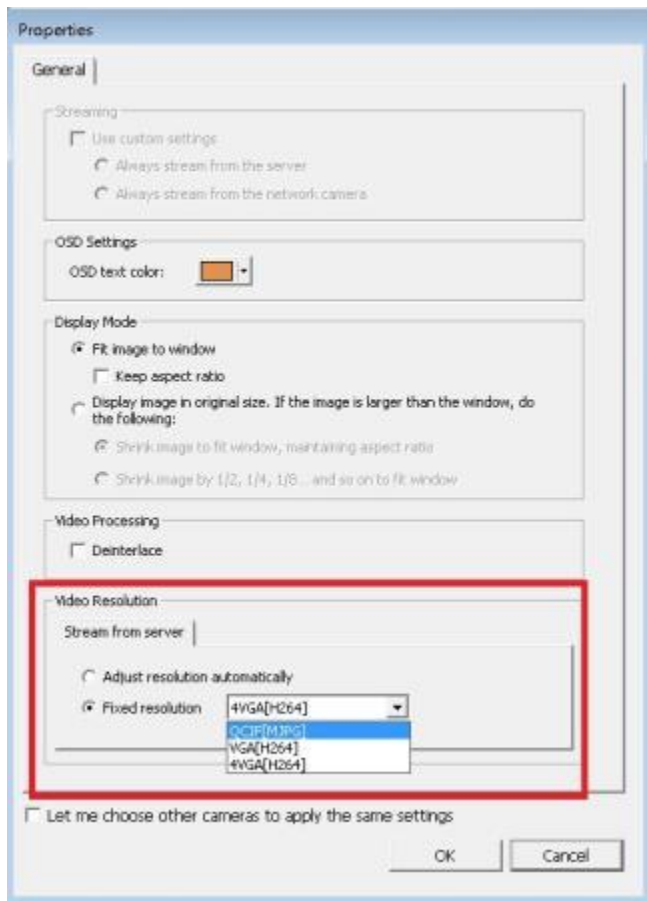 Properties
General
Streaming
Use custom settings
Always stream from the server
Always stream from the network camera
OSD Settings
OSD text color:
Display Mode
Fit image to window
Keep aspect ratio
Display image in original size. If the image is larger than the window, do
the following:
Shrink image to fit window, maintaining aspect ratio
Shrink image by 1/2, 1/4, 1/8... and so on to fit window
Video Processing
Deinterlace
Video Resolution
Stream from server
Adjust resolution automatically
Fixed resolution 4VGA[H264]
QCIF[MJPG]
VGA[H264]
4VGA[H264]
Let me choose other cameras to apply the same settings
OK Cancel